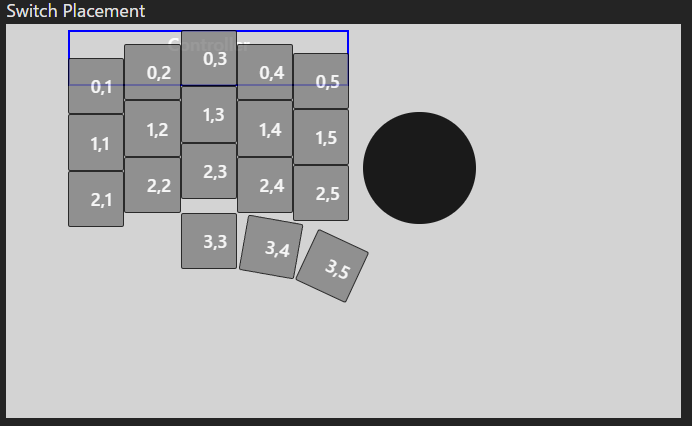 Switch Placement
Controller
0,1 0,2 0,3 0,4 0,5
1,1 1,2 1,3 1,4 1,5
2,1 2,2 2,3 2,4 2,5
3,3 3,4 3,5